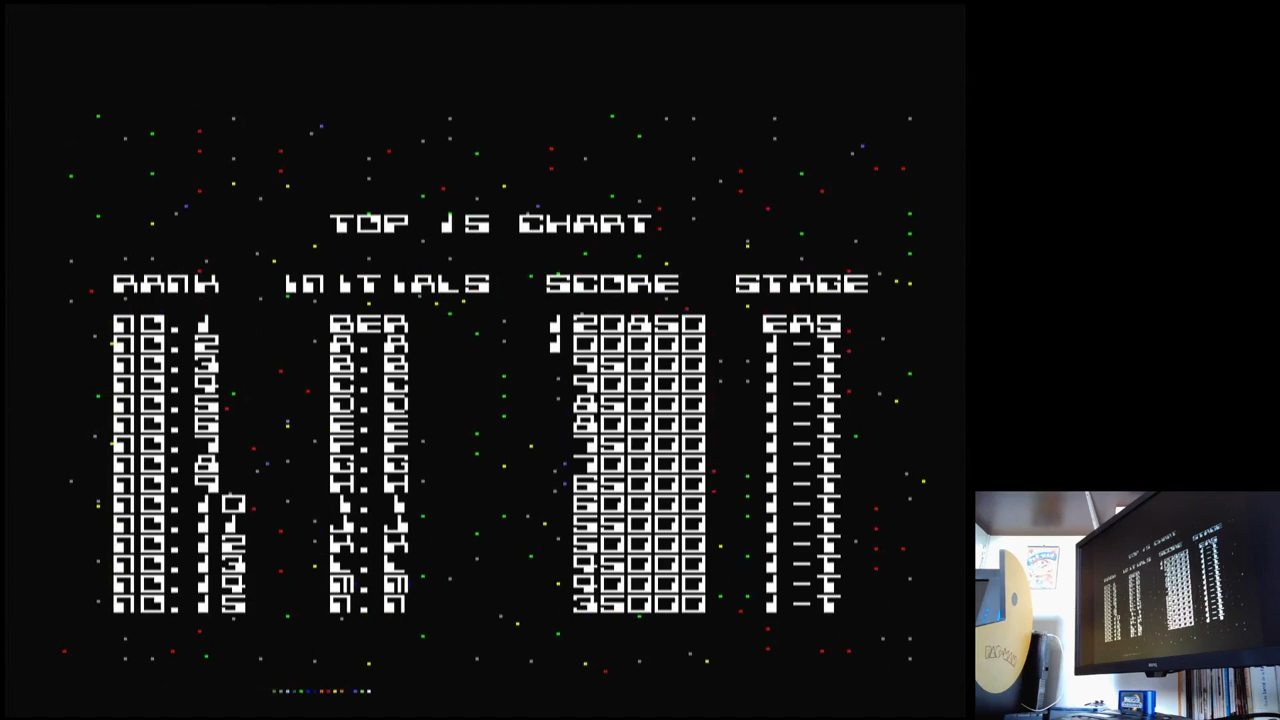 TOP 15 CHART
RANK INITIALS SCORE STAGE
NO.1 BER 120850 EAS
NO.2 A.A 100000 1-T
NO.3 B.B 95000 1-T
NO.4 C.C 90000 1-T
NO.5 D.D 85000 1-T
NO.6 E.E 80000 1-T
NO.7 F.F 75000 1-T
NO.8 G.G 70000 1-T
NO.9 H.H 65000 1-T
NO.10 I.I 60000 1-T
NO.11 J.J 55000 1-T
NO.12 K.K 50000 1-T
NO.13 L.L 45000 1-T
NO.14 M.M 40000 1-T
NO.15 N.N 35000 1-T
PAC-MAN